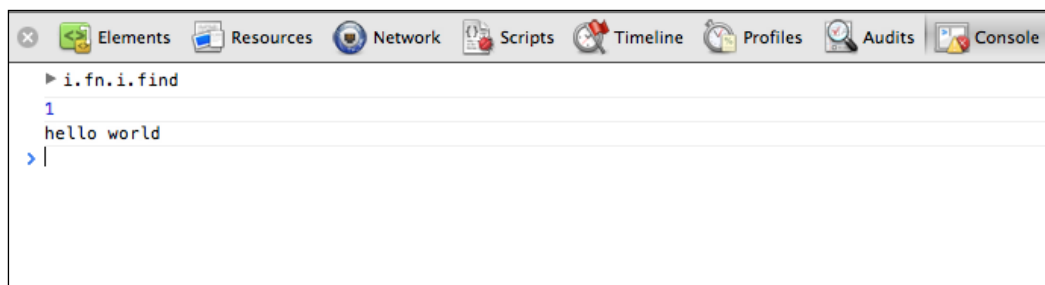 Elements Resources Network Scripts Timeline Profiles Audits Console
i.fn.i.find
1
hello world